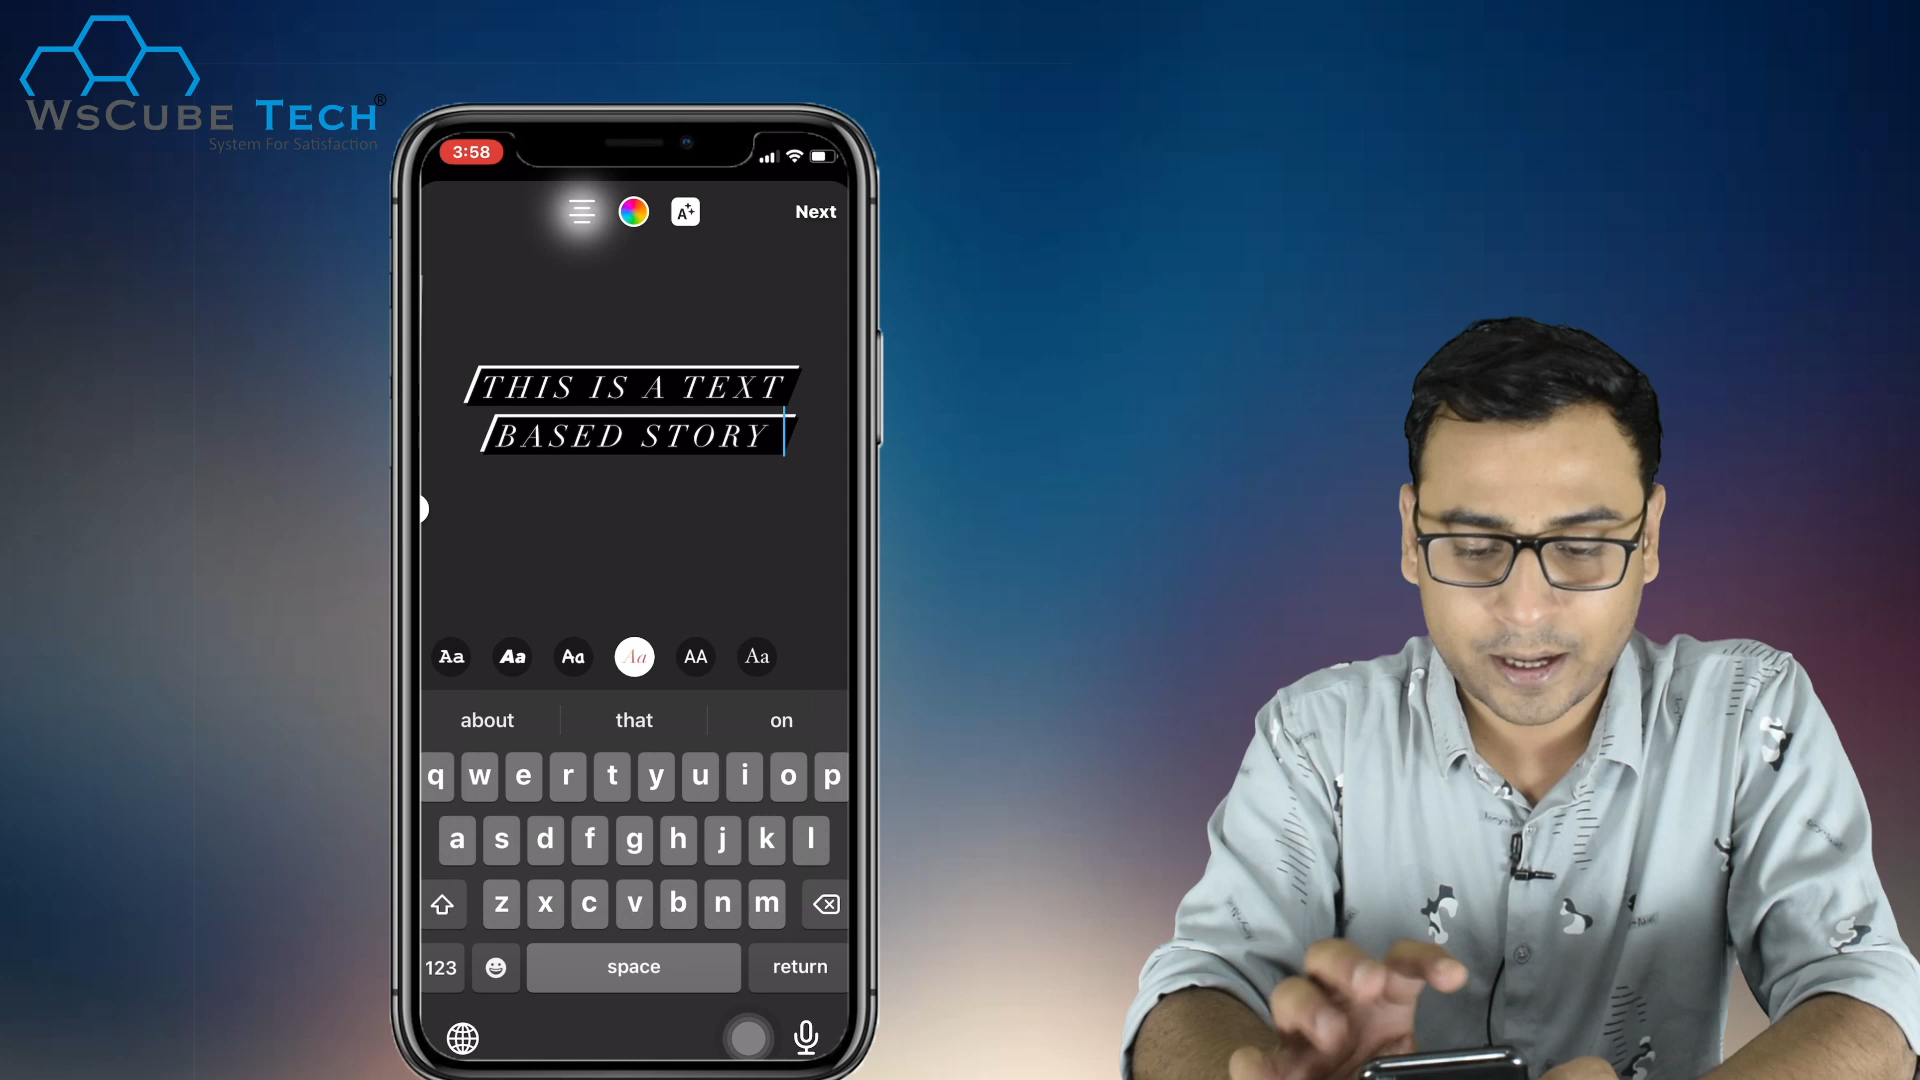 WSCUBE TECH®
System For Satisfaction
3:58
A Next
THIS IS A TEXT
BASED STORY
Aa Aa Aa Aa AA Aa
about that on
q w e r t y u i o p
a s d f g h j k l
z x c v b n m
123 space return